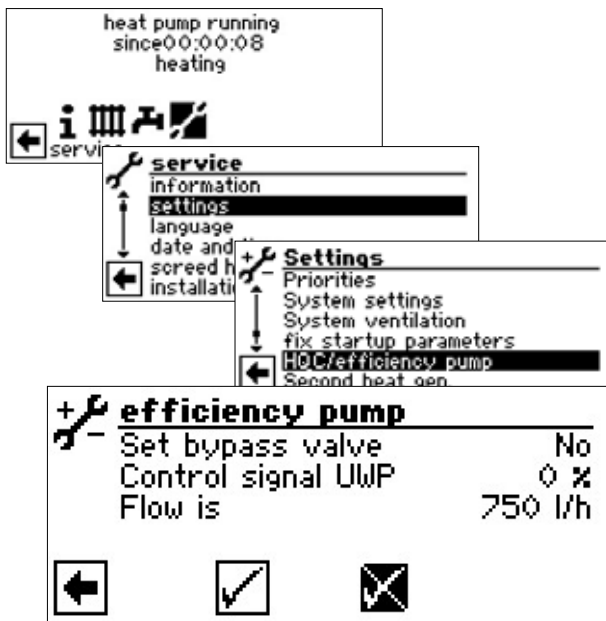 heat pump running
since00:00:08
heating
service
information
settings
language
date and
screed h
installati
Settings
Priorities
System settings
System ventilation
fix startup parameters
HQC/efficiency pump
Second heat gen.
efficiency pump
Set bypass valve No
Control signal UWP 0 %
Flow is 750 l/h